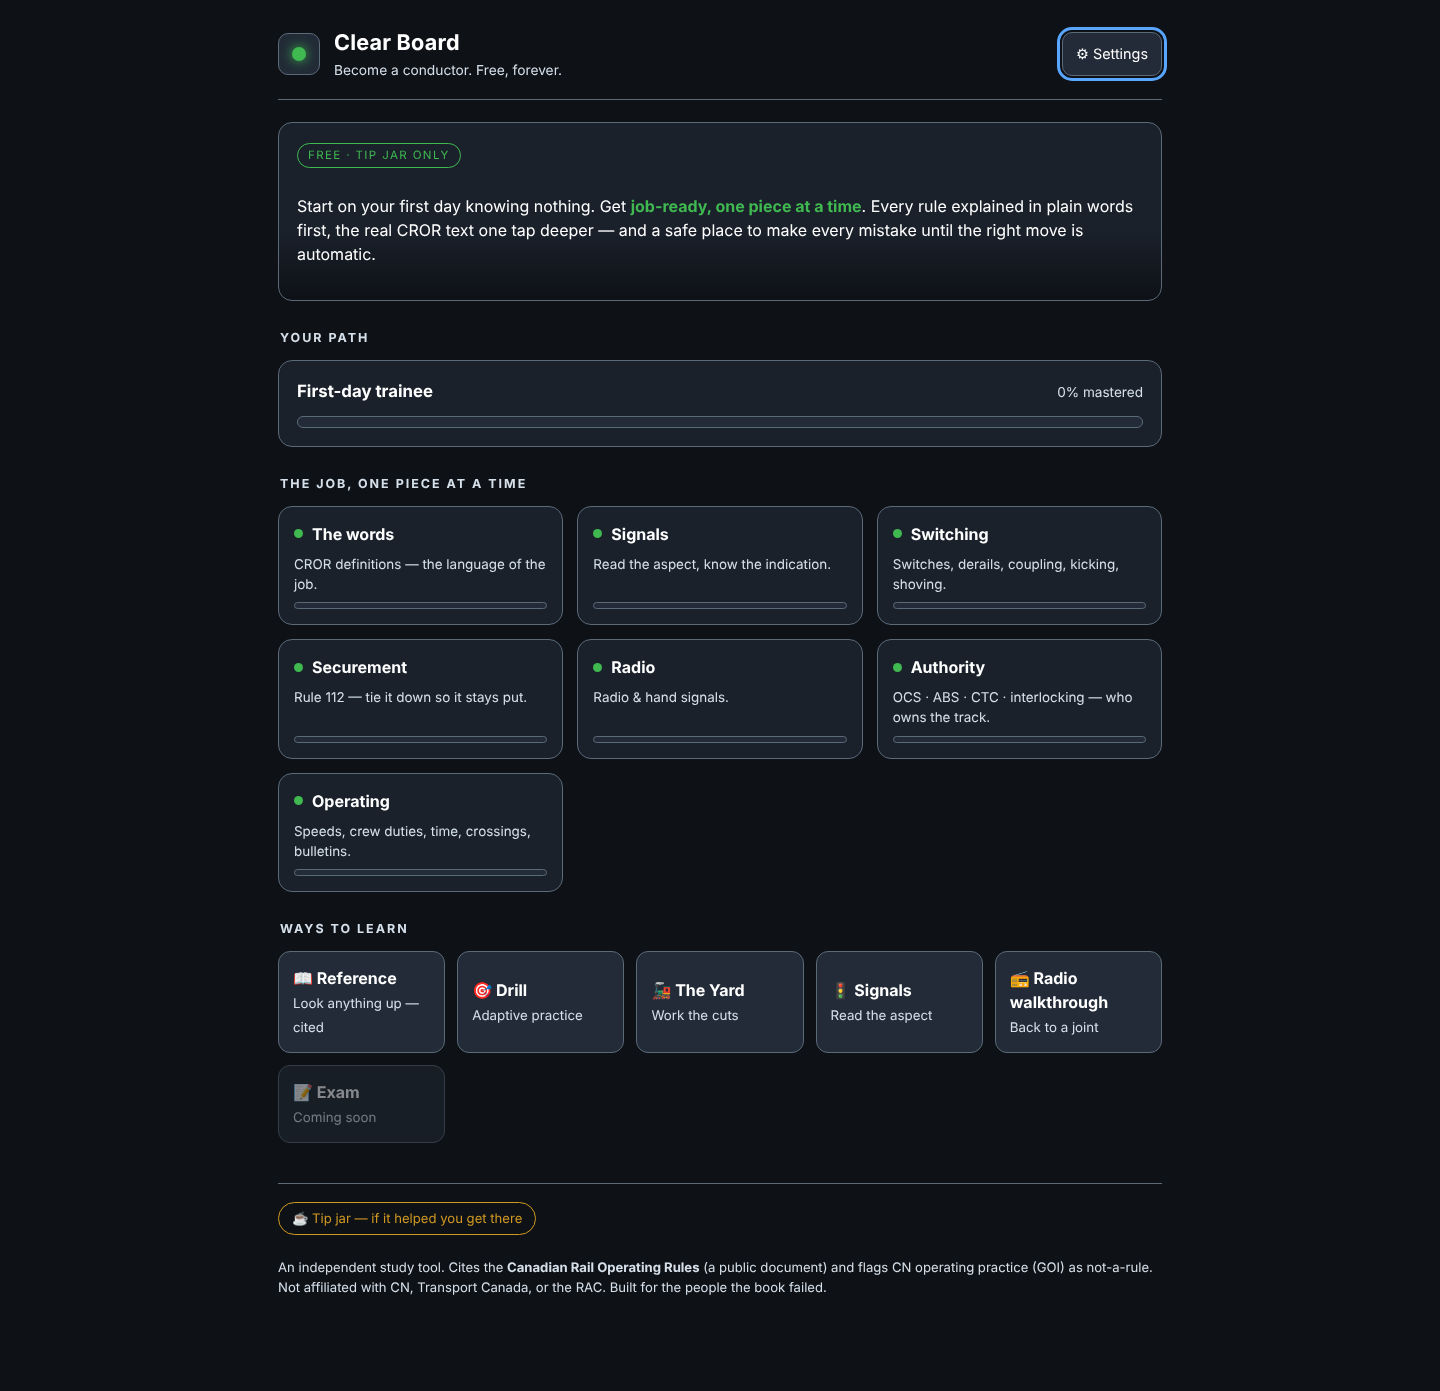 Clear Board
Become a conductor. Free, forever.
⚙ Settings
FREE · TIP JAR ONLY
Start on your first day knowing nothing. Get job-ready, one piece at a time. Every rule explained in plain words
first, the real CROR text one tap deeper — and a safe place to make every mistake until the right move is
automatic.
YOUR PATH
First-day trainee
0% mastered
THE JOB, ONE PIECE AT A TIME
The words
CROR definitions — the language of the
job.
Signals
Read the aspect, know the indication.
Switching
Switches, derails, coupling, kicking,
shoving.
Securement
Rule 112 — tie it down so it stays put.
Radio
Radio & hand signals.
Authority
OCS · ABS · CTC · interlocking — who
owns the track.
Operating
Speeds, crew duties, time, crossings,
bulletins.
WAYS TO LEARN
📖 Reference
Look anything up —
cited
🎯 Drill
Adaptive practice
🚂 The Yard
Work the cuts
🚦 Signals
Read the aspect
📻 Radio
walkthrough
Back to a joint
📝 Exam
Coming soon
☕ Tip jar — if it helped you get there
An independent study tool. Cites the Canadian Rail Operating Rules (a public document) and flags CN operating practice (GOI) as not-a-rule.
Not affiliated with CN, Transport Canada, or the RAC. Built for the people the book failed.